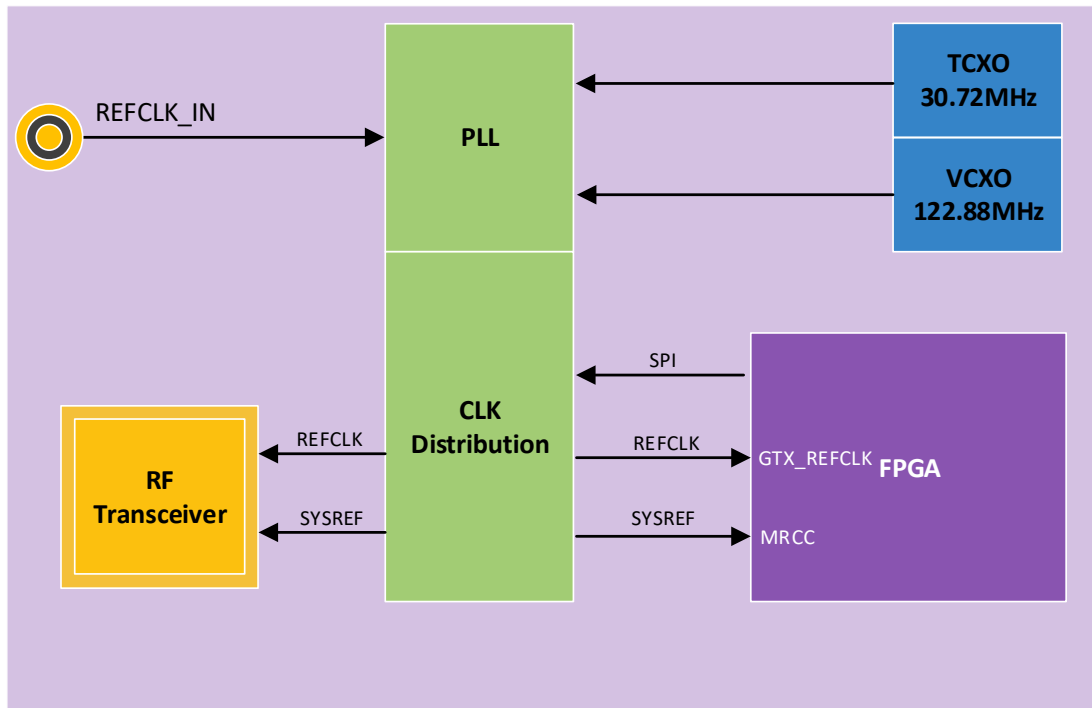 REFCLK_IN
PLL
TCXO
30.72MHz
VCXO
122.88MHz
SPI
CLK
Distribution
REFCLK
REFCLK
GTX_REFCLK
FPGA
RF
Transceiver
SYSREF
SYSREF
MRCC